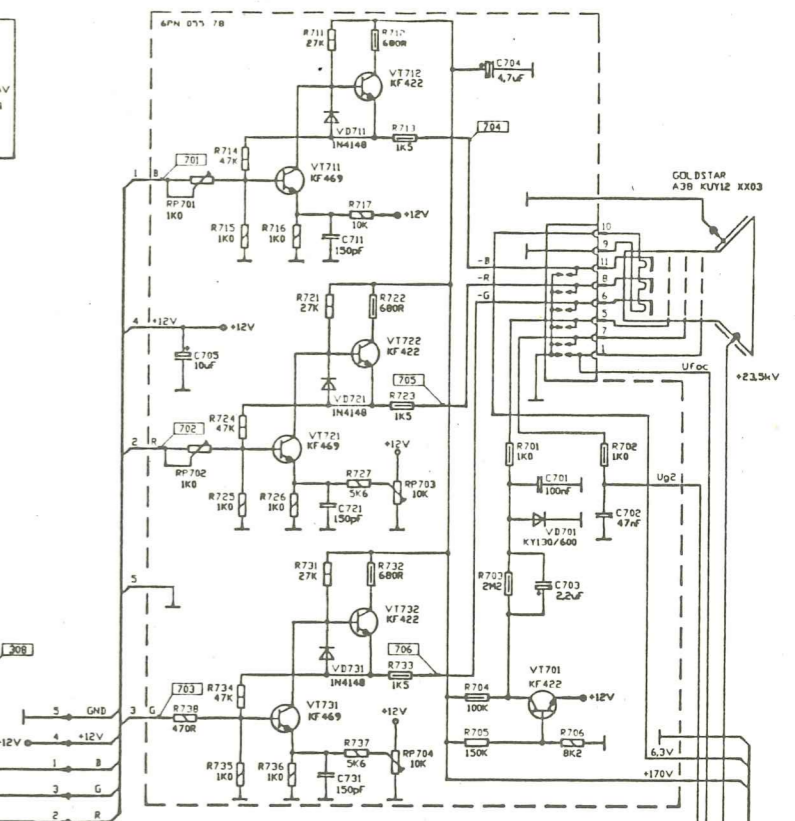 6PN 055 78
R711
27K
R712
680R
C704
4,7uF
VT712
KF422
VD711
1N4148
R713
1K5
704
R714
47K
701
1 B
RP701
1K0
VT711
KF469
R717
10K
+12V
R715
1K0
R716
1K0
C711
150pF
GOLDSTAR
A38 KUY12 XX03
10
9
-B 11
-R 8
-G 6
5
7
1
Ufoc
+23,5kV
R721
27K
R722
680R
VT722
KF422
4 +12V
+12V
C705
10uF
VD721
1N4148
705
R723
1K5
R724
47K
702
2 R
RP702
1K0
VT721
KF469
+12V
R727
5K6
RP703
10K
R725
1K0
R726
1K0
C721
150pF
R701
1K0
R702
1K0
C701
100nF
Ug2
VD701
KY130/600
C702
47nF
R703
2M2
C703
2,2uF
R731
27K
R732
680R
VT732
KF422
5
VD731
1N4148
706
R733
1K5
308
R734
47K
703
3 G
R738
470R
VT731
KF469
+12V
R737
5K6
RP704
10K
R735
1K0
R736
1K0
C731
150pF
VT701
KF422
R704
100K
+12V
R705
150K
R706
8K2
6,3V
+170V
5 GND
-12V 4 +12V
1 B
3 G
2 R